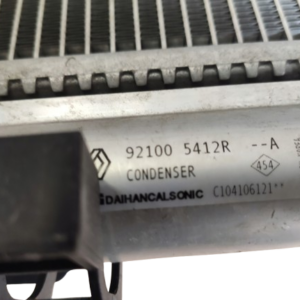 92100 5412R --A
CONDENSER 454
DAIHANCALSONIC C104106121**